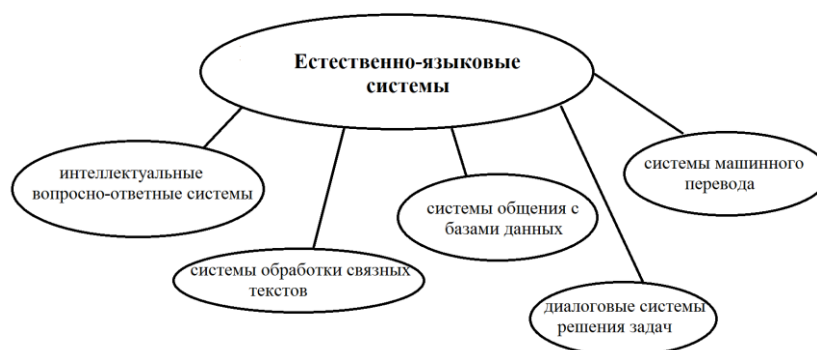 Естественно-языковые
системы
интеллектуальные
вопросно-ответные системы
системы обработки связных
текстов
системы общения с
базами данных
диалоговые системы
решения задач
системы машинного
перевода